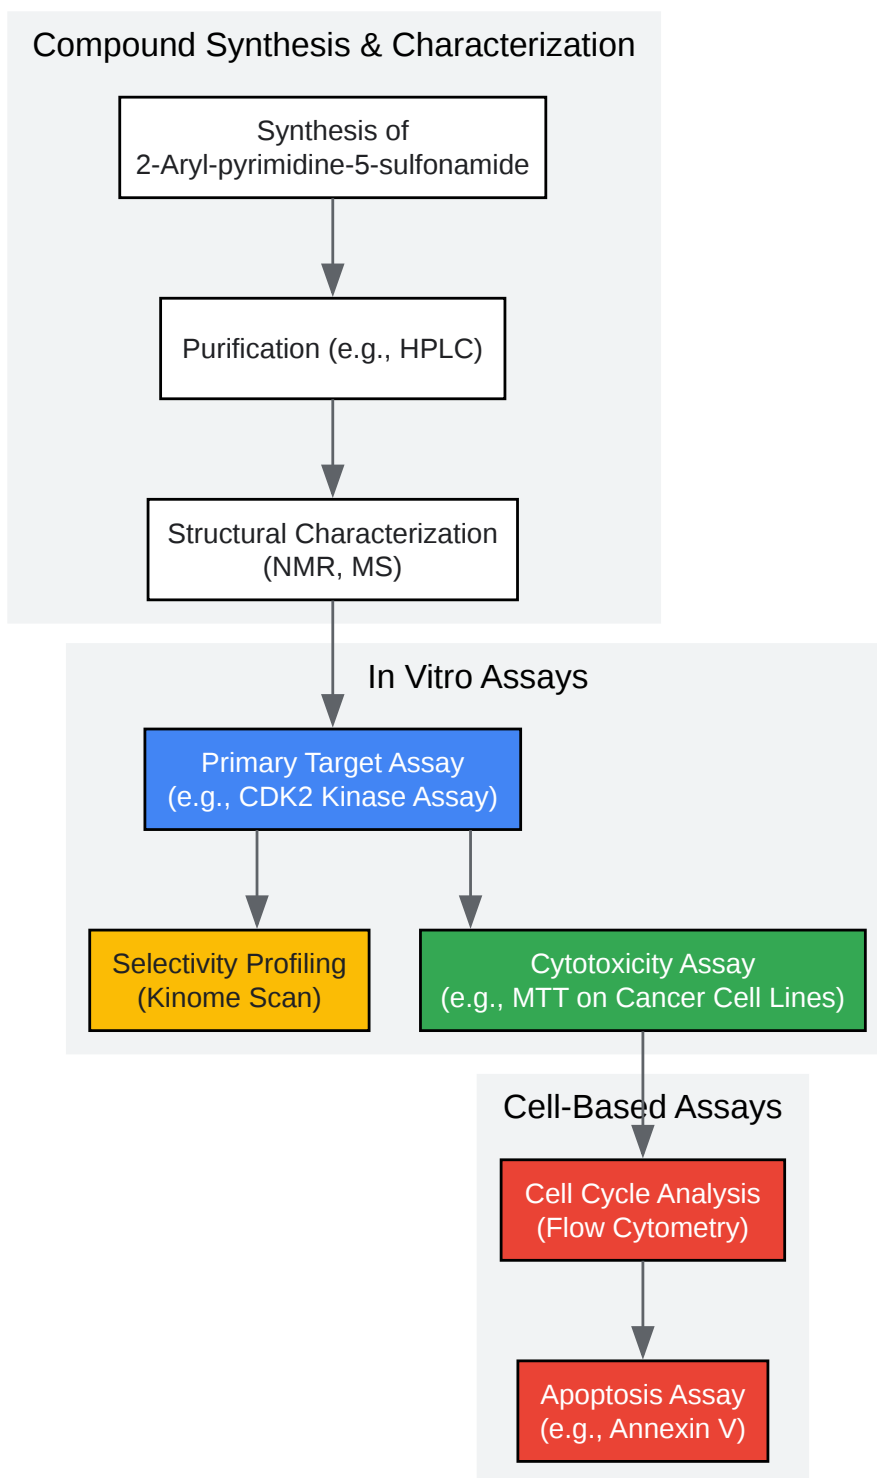 Compound Synthesis & Characterization
Synthesis of
2-Aryl-pyrimidine-5-sulfonamide
Purification (e.g., HPLC)
Structural Characterization
(NMR, MS)
In Vitro Assays
Primary Target Assay
(e.g., CDK2 Kinase Assay)
Selectivity Profiling
(Kinome Scan)
Cytotoxicity Assay
(e.g., MTT on Cancer Cell Lines)
Cell-Based Assays
Cell Cycle Analysis
(Flow Cytometry)
Apoptosis Assay
(e.g., Annexin V)